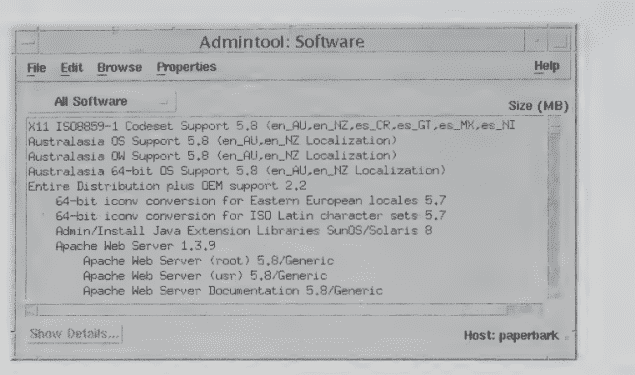 Admintool: Software
File Edit Browse Properties Help
All Software
Size (MB)
X11 ISO8859-1 Codeset Support 5.8 (en_AU,en_NZ,es_CR,es_GT,es_MX,es_NI
Australasia OS Support 5.8 (en_AU,en_NZ Localization)
Australasia OW Support 5.8 (en_AU,en_NZ Localization)
Australasia 64-bit OS Support 5.8 (en_AU,en_NZ Localization)
Entire Distribution plus OEM support 2.2
64-bit iconv conversion for Eastern European locales 5.7
64-bit iconv conversion for ISO Latin character sets 5.7
Admin/Install Java Extension Libraries SunOS/Solaris 8
Apache Web Server 1.3.9
Apache Web Server (root) 5.8/Generic
Apache Web Server (usr) 5.8/Generic
Apache Web Server Documentation 5.8/Generic
Show Details...
Host: paperbark